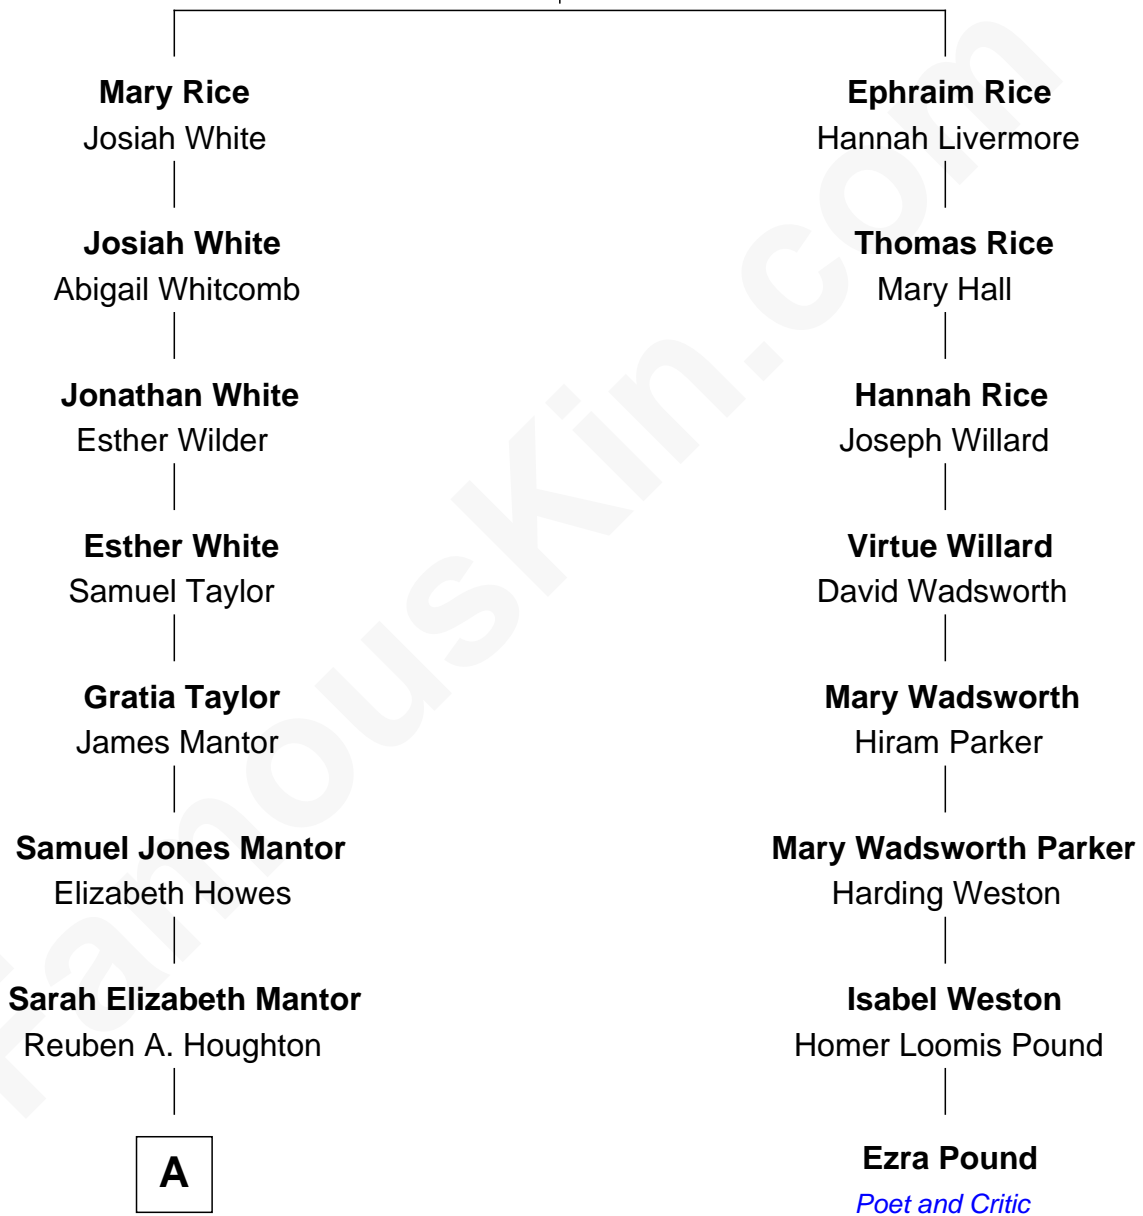 Mary Rice
Josiah White
Ephraim Rice
Hannah Livermore
Josiah White
Abigail Whitcomb
Thomas Rice
Mary Hall
Jonathan White
Esther Wilder
Hannah Rice
Joseph Willard
Esther White
Samuel Taylor
Virtue Willard
David Wadsworth
Gratia Taylor
James Mantor
Mary Wadsworth
Hiram Parker
Samuel Jones Mantor
Elizabeth Howes
Mary Wadsworth Parker
Harding Weston
Sarah Elizabeth Mantor
Reuben A. Houghton
Isabel Weston
Homer Loomis Pound
A
Ezra Pound
Poet and Critic
FamousKin.com